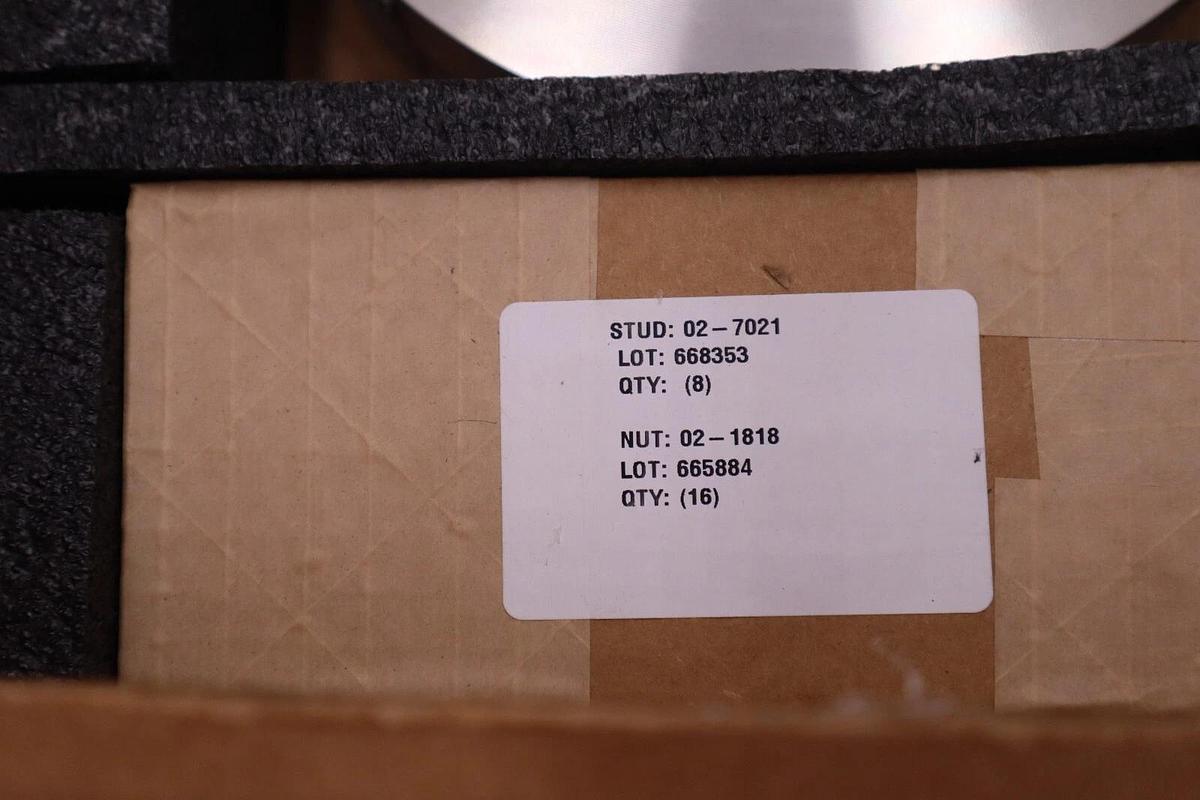 STUD: 02-7021
LOT: 668353
QTY: (8)
NUT: 02-1818
LOT: 665884
QTY: (16)